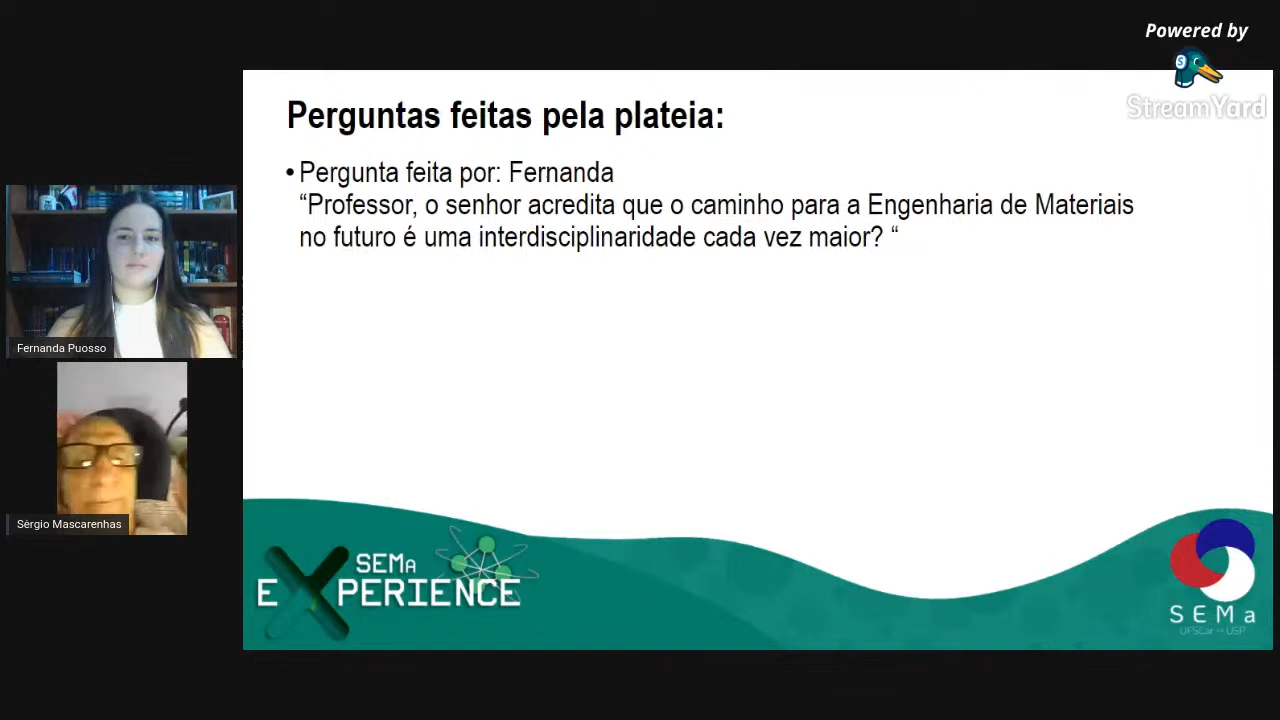 Powered by
StreamYard
Perguntas feitas pela plateia:
• Pergunta feita por: Fernanda
“Professor, o senhor acredita que o caminho para a Engenharia de Materiais
no futuro é uma interdisciplinaridade cada vez maior? “
Fernanda Puosso
Sérgio Mascarenhas
SEMA
EXPERIENCE
SEMa
UFSCar USP